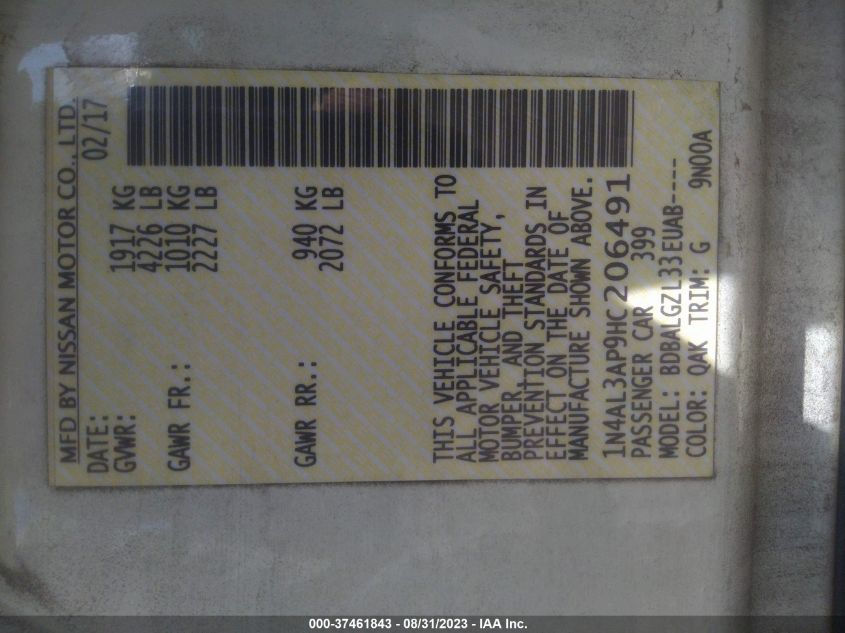 MFD BY NISSAN MOTOR CO., LTD.
DATE: 02/17
GVWR: 1917 KG
4226 LB
GAWR FR.: 1010 KG
2227 LB
GAWR RR.: 940 KG
2072 LB
THIS VEHICLE CONFORMS TO
ALL APPLICABLE FEDERAL
MOTOR VEHICLE SAFETY,
BUMPER AND THEFT
PREVENTION STANDARDS IN
EFFECT ON THE DATE OF
MANUFACTURE SHOWN ABOVE.
1N4AL3AP9HC206491
PASSENGER CAR 399
MODEL: BDBALGZL33EUAB----
COLOR: QAK TRIM: G 9N00A
000-37461843 - 08/31/2023 - IAA Inc.